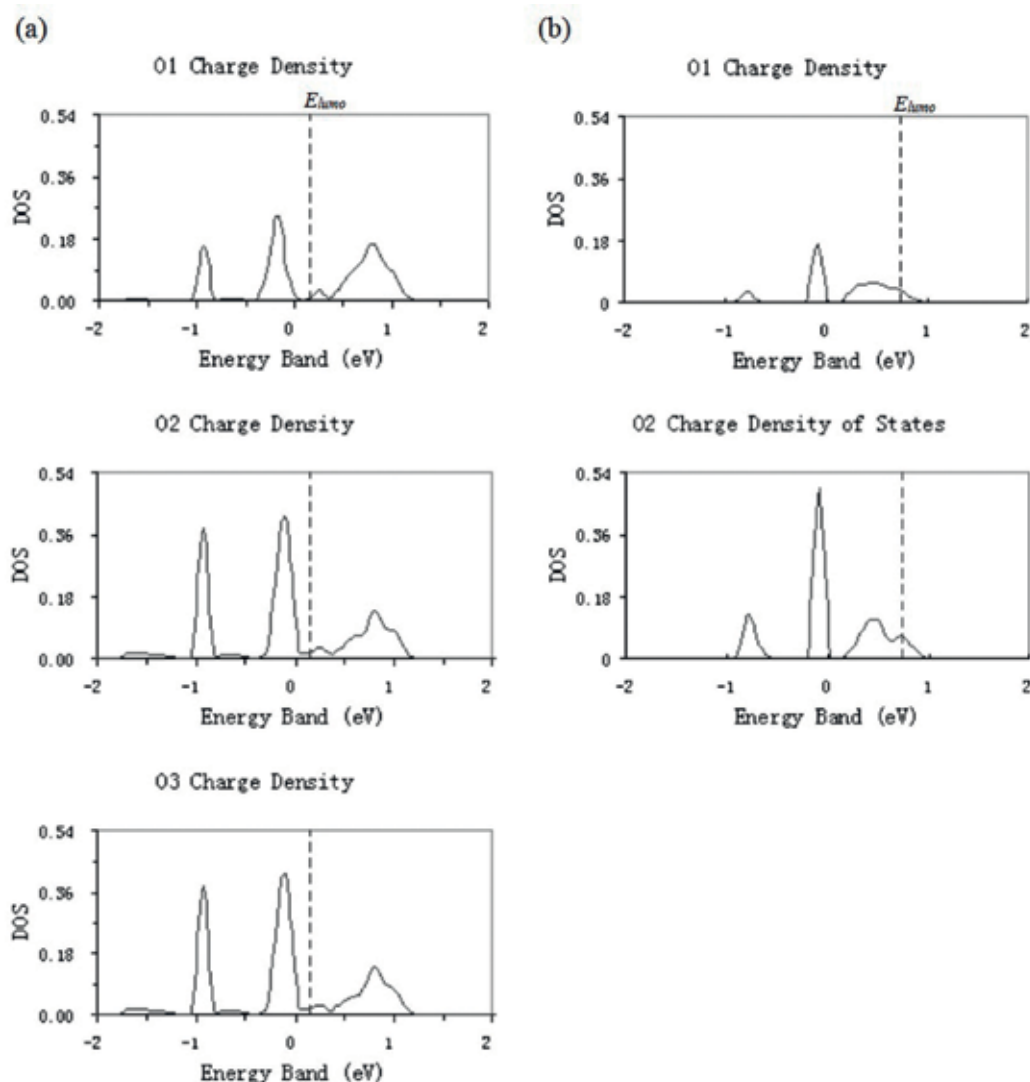 (a)
O1 Charge Density
Elumo
0.54
0.36
0.18
0.00
DOS
-2 -1 0 1 2
Energy Band (eV)
O2 Charge Density
0.54
0.36
0.18
0.00
DOS
-2 -1 0 1 2
Energy Band (eV)
O3 Charge Density
0.54
0.36
0.18
0.00
DOS
-2 -1 0 1 2
Energy Band (eV)
(b)
O1 Charge Density
Elumo
0.54
0.36
0.18
0
DOS
-2 -1 0 1 2
Energy Band (eV)
O2 Charge Density of States
0.54
0.36
0.18
0
DOS
-2 -1 0 1 2
Energy Band (eV)